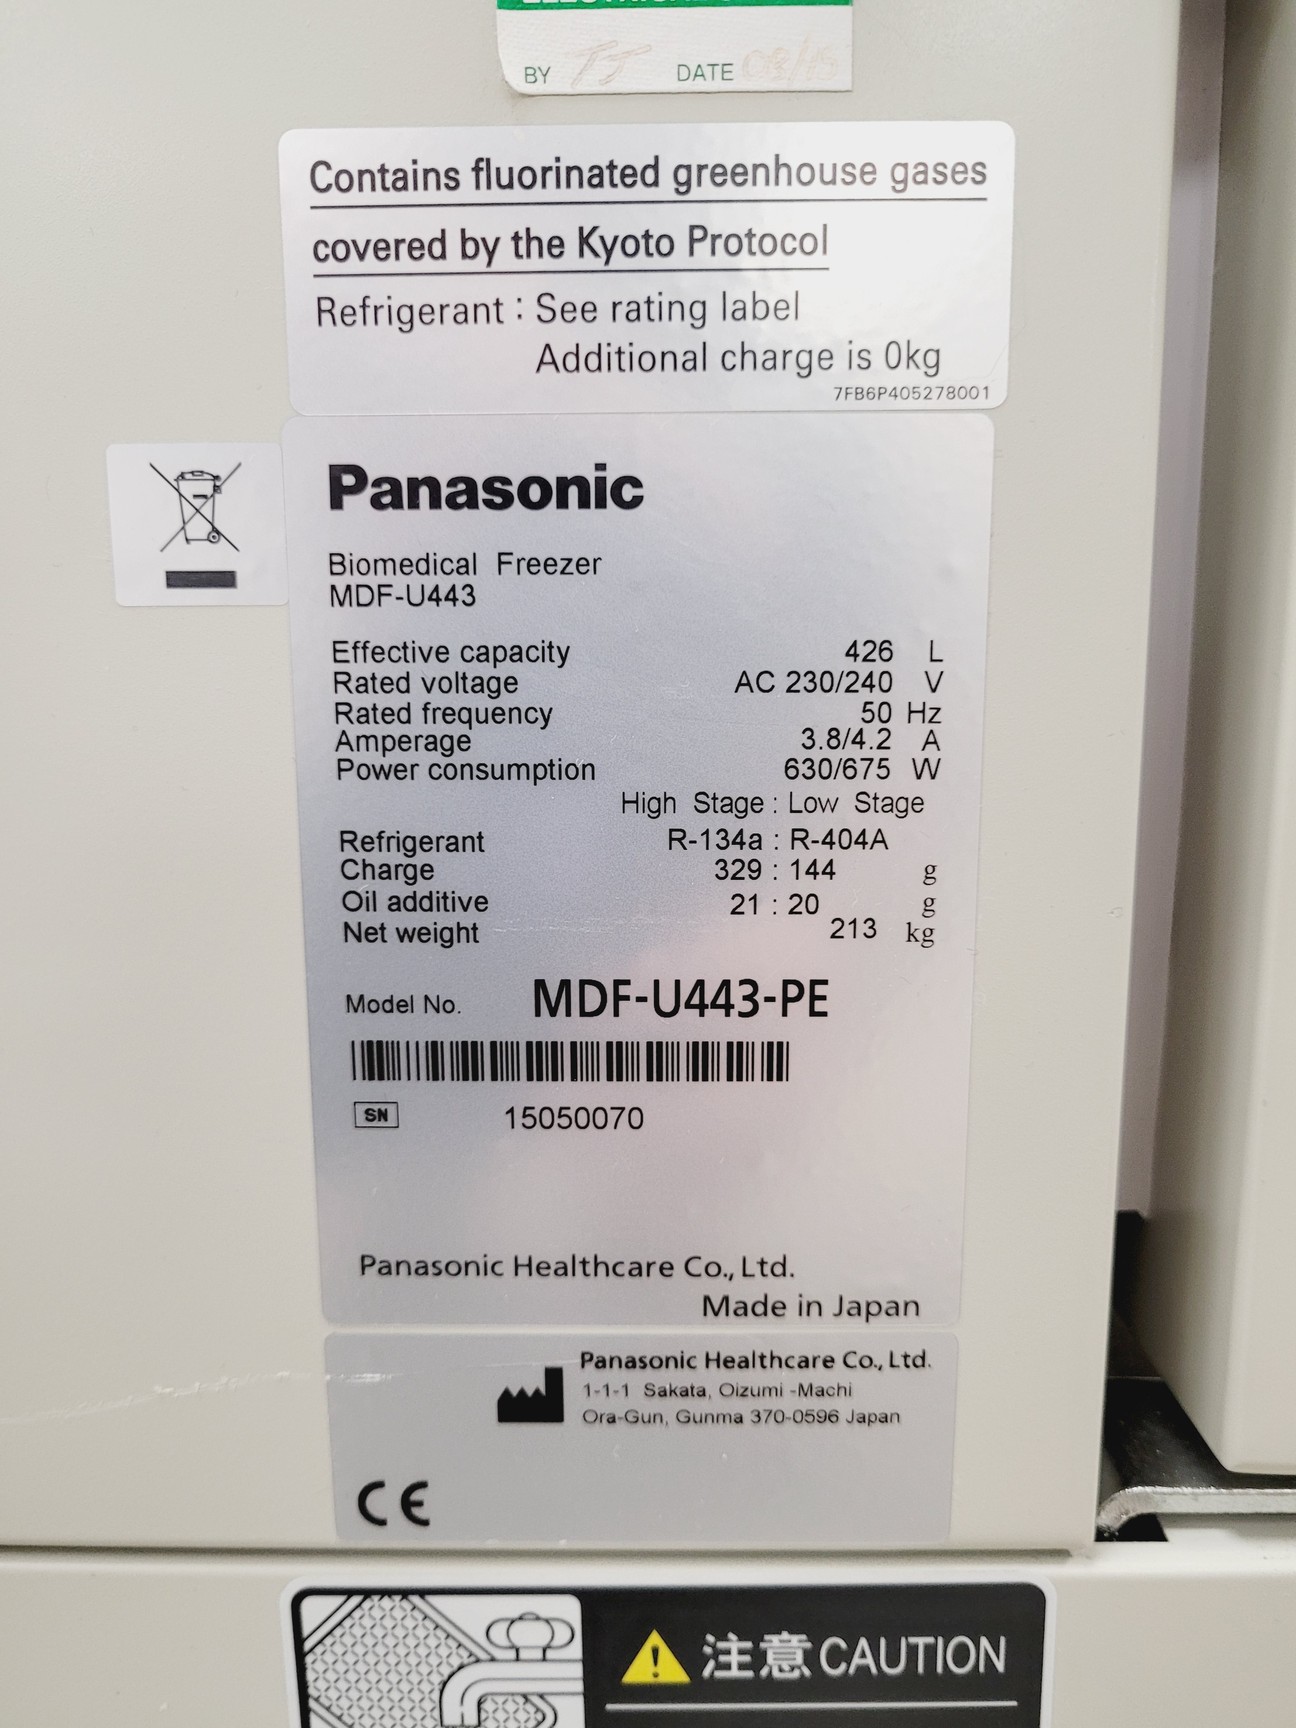 BY TJ DATE
Contains fluorinated greenhouse gases
covered by the Kyoto Protocol
Refrigerant : See rating label
Additional charge is 0kg
7FB6P405278001
Panasonic
Biomedical Freezer
MDF-U443
Effective capacity 426 L
Rated voltage AC 230/240 V
Rated frequency 50 Hz
Amperage 3.8/4.2 A
Power consumption 630/675 W
High Stage : Low Stage
Refrigerant R-134a : R-404A
Charge 329 : 144 g
Oil additive 21 : 20 g
Net weight 213 kg
Model No. MDF-U443-PE
SN 15050070
Panasonic Healthcare Co., Ltd.
Made in Japan
Panasonic Healthcare Co., Ltd.
1-1-1 Sakata, Oizumi -Machi
Ora-Gun, Gunma 370-0596 Japan
CE
注意 CAUTION